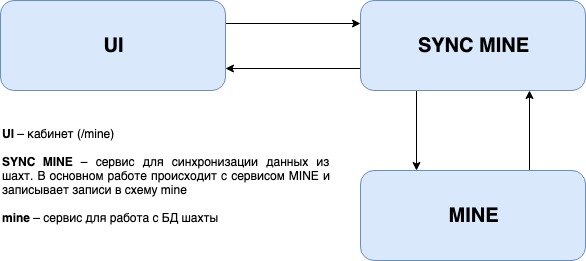 UI
SYNC MINE
UI – кабинет (/mine)
SYNC MINE – сервис для синхронизации данных из
шахт. В основном работе происходит с сервисом MINE и
записывает записи в схему mine
mine – сервис для работа с БД шахты
MINE